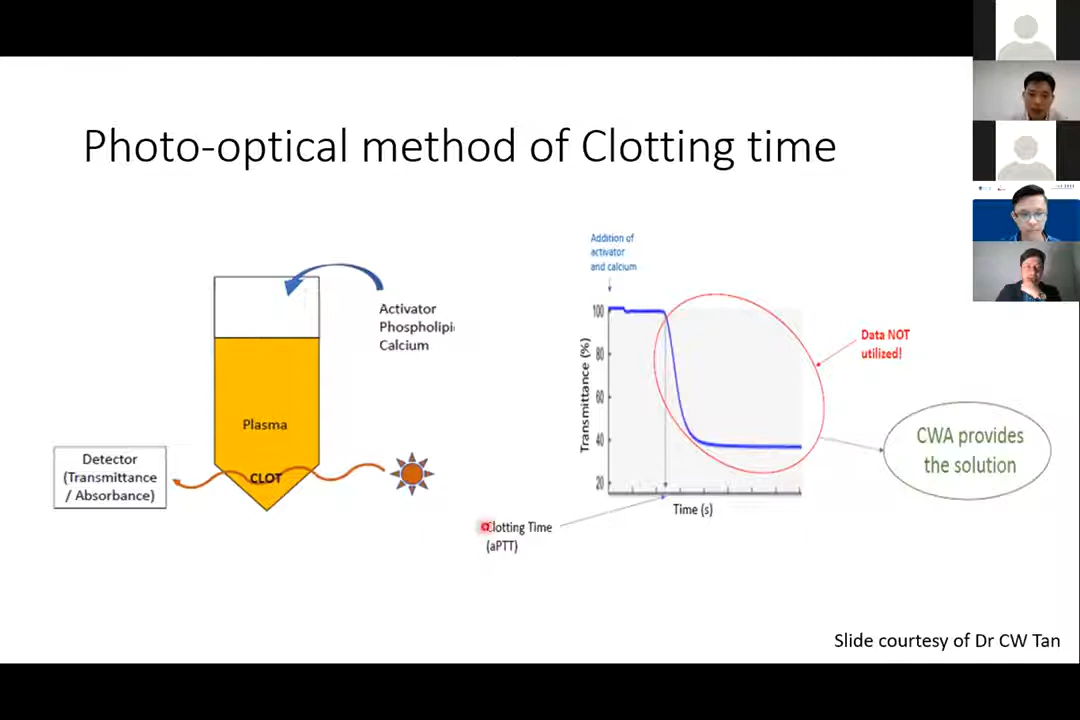 Photo-optical method of Clotting time
Activator
Phospholipi
Calcium
Plasma
CLOT
Detector
(Transmittance
/ Absorbance)
Addition of
activator
and calcium
Transmittance (%)
100
80
60
40
20
Time (s)
Clotting Time
(aPTT)
Data NOT
utilized!
CWA provides
the solution
Slide courtesy of Dr CW Tan